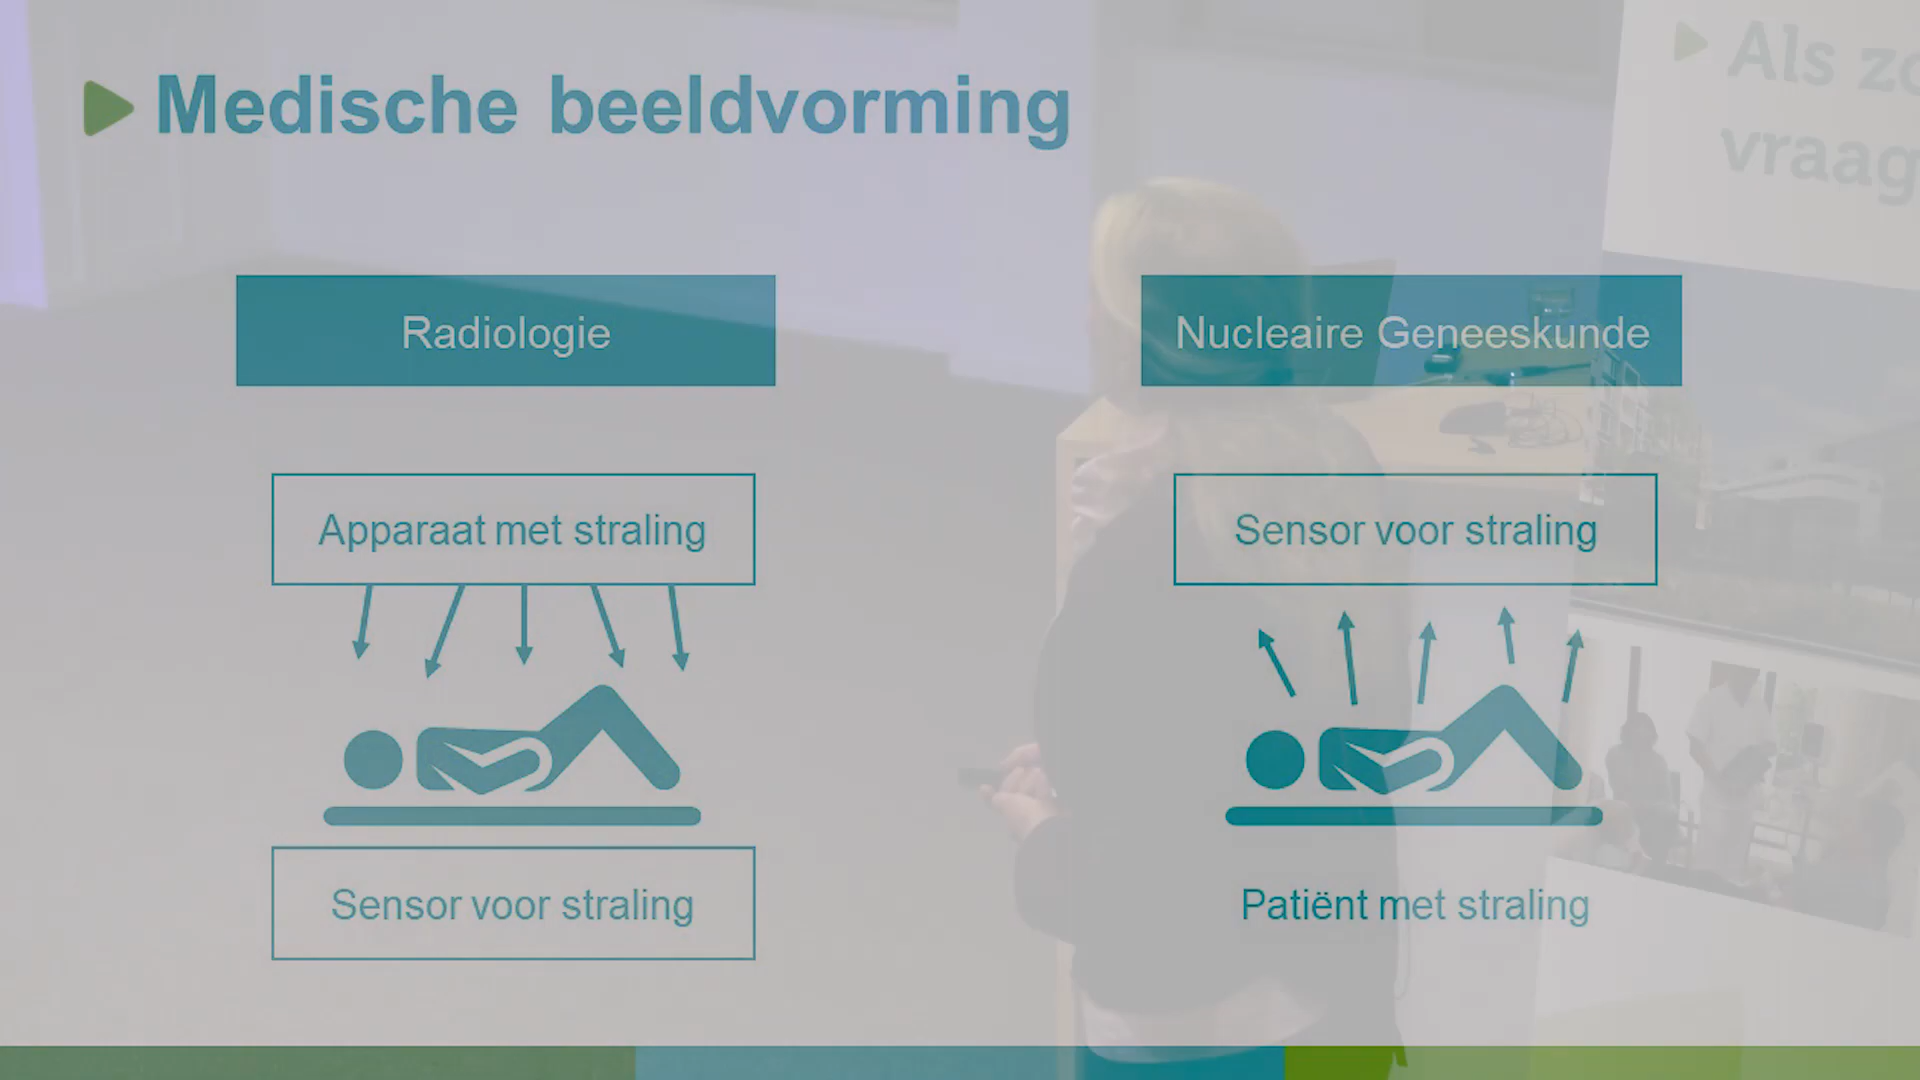 Medische beeldvorming
Als
vraag
Radiologie
Nucleaire Geneeskunde
Apparaat met straling
Sensor voor straling
Sensor voor straling
Patiënt met straling